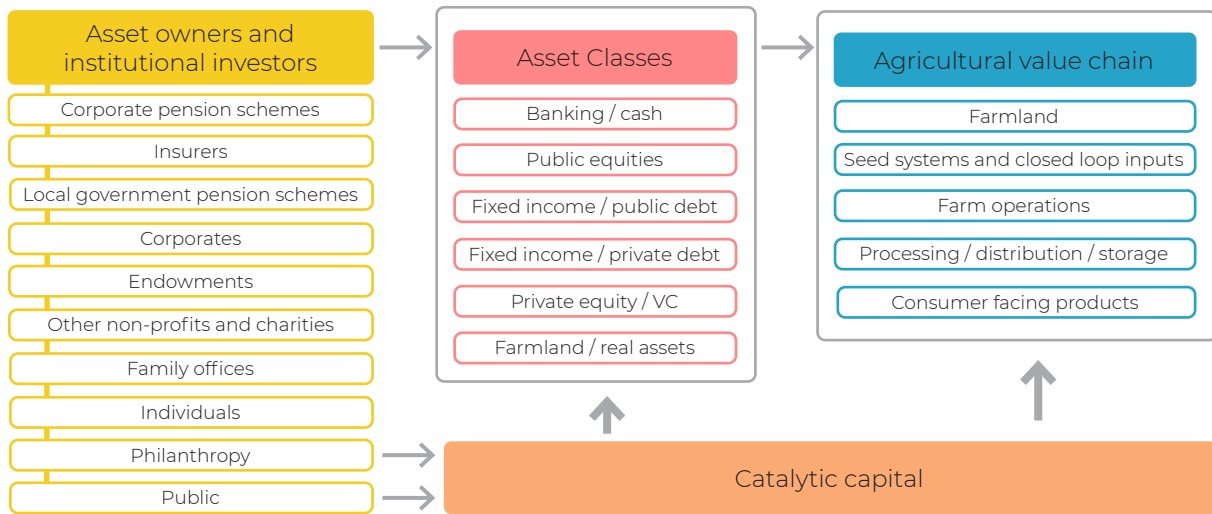 Asset owners and
institutional investors
Corporate pension schemes
Insurers
Local government pension schemes
Corporates
Endowments
Other non-profits and charities
Family offices
Individuals
Philanthropy
Public
Asset Classes
Banking / cash
Public equities
Fixed income / public debt
Fixed income / private debt
Private equity / VC
Farmland / real assets
Agricultural value chain
Farmland
Seed systems and closed loop inputs
Farm operations
Processing / distribution / storage
Consumer facing products
Catalytic capital